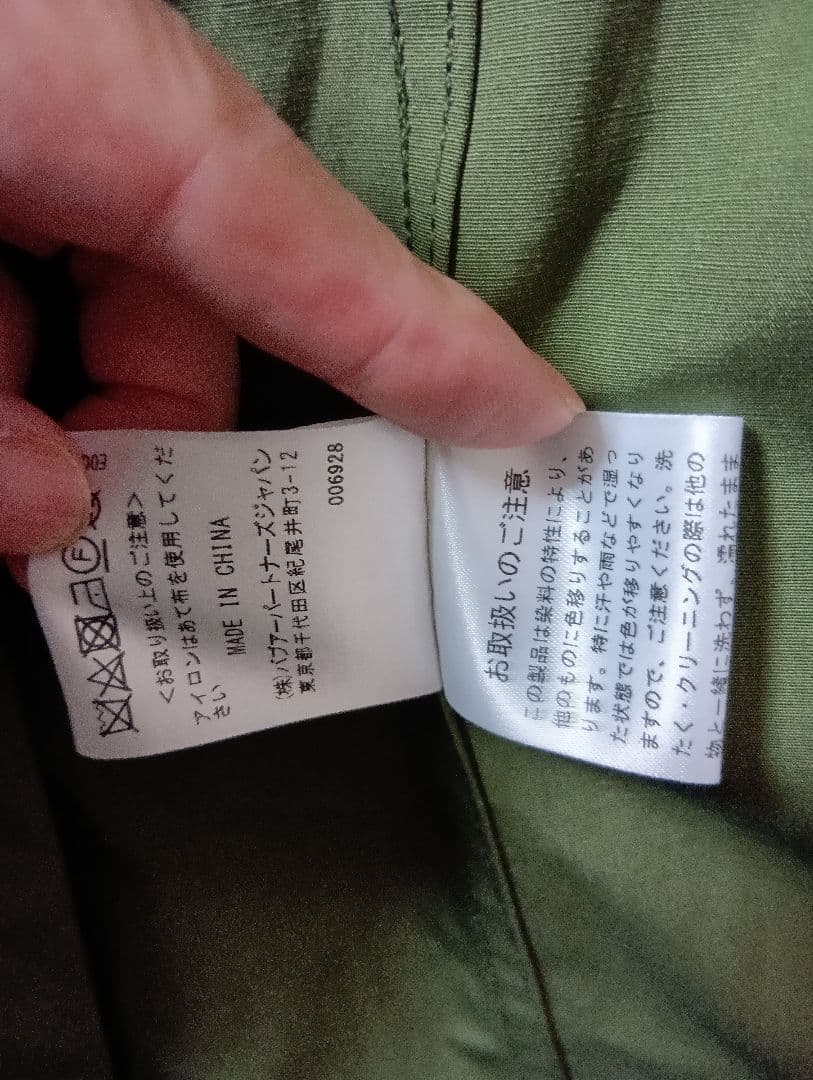 003
F
<お取り扱い上のご注意>
アイロンはあて布を使用してくだ
さい
MADE IN CHINA
(株)バブアーパートナーズジャパン
東京都千代田区紀尾井町3-12
006928
お取扱いのご注意
この製品は染料の特性により、
他のものに色移りすることがあ
ります。特に汗や雨などで湿っ
た状態では色が移りやすくなり
ますので、ご注意ください。洗
たく・クリーニングの際は他の
物と一緒に洗わず、濡れたまま